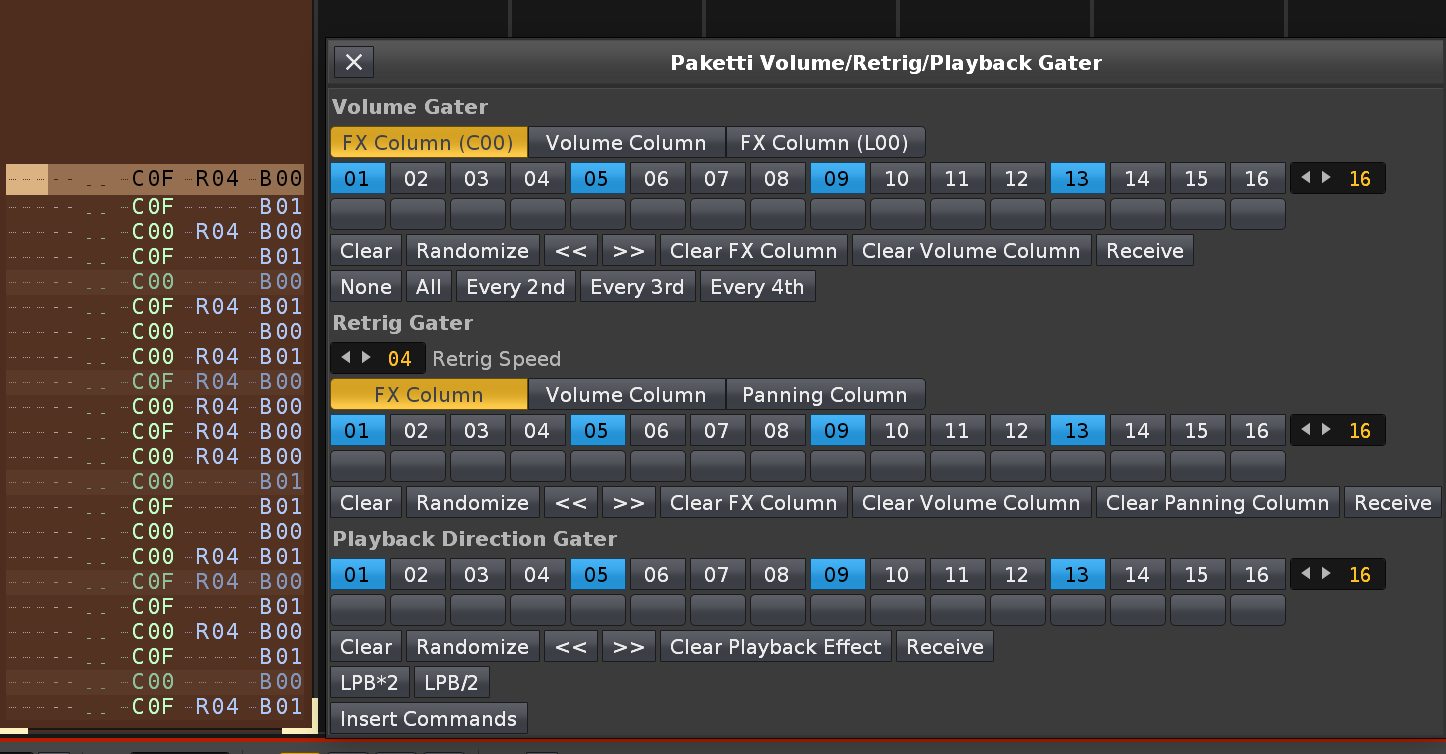 Paketti Volume/Retrig/Playback Gater
Volume Gater
FX Column (C00) Volume Column FX Column (L00)
01 02 03 04 05 06 07 08 09 10 11 12 13 14 15 16 16
Clear Randomize << >> Clear FX Column Clear Volume Column Receive
None All Every 2nd Every 3rd Every 4th
Retrig Gater
04 Retrig Speed
FX Column Volume Column Panning Column
01 02 03 04 05 06 07 08 09 10 11 12 13 14 15 16 16
Clear Randomize << >> Clear FX Column Clear Volume Column Clear Panning Column Receive
Playback Direction Gater
01 02 03 04 05 06 07 08 09 10 11 12 13 14 15 16 16
Clear Randomize << >> Clear Playback Effect Receive
LPB*2 LPB/2
Insert Commands
C0F R04 B00
C0F B01
C00 R04 B00
C0F B01
C00 B00
C0F R04 B01
C00 B00
C00 R04 B01
C0F R04 B00
C00 R04 B00
C0F R04 B00
C00 R04 B00
C00 B01
C0F B01
C00 B00
C00 R04 B01
C0F R04 B00
C0F B01
C00 R04 B00
C0F B01
C00 B00
C0F R04 B01